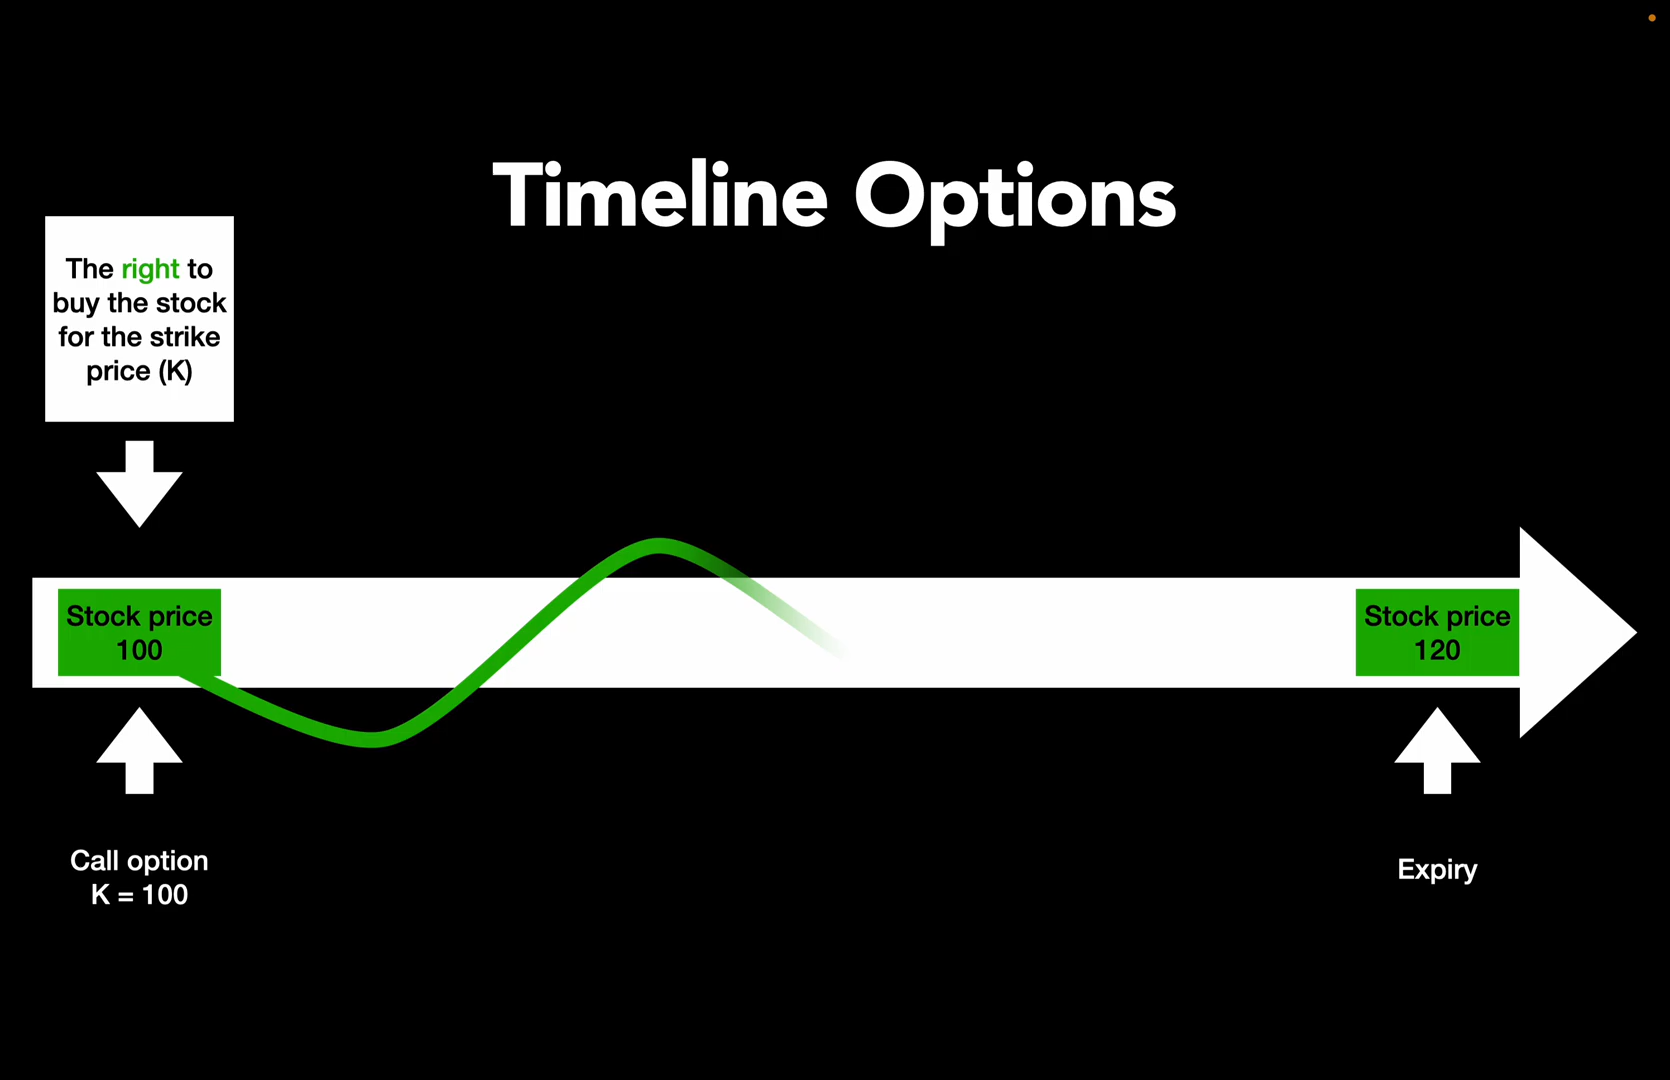 Timeline Options
The right to
buy the stock
for the strike
price (K)
Stock price
100
Stock price
120
Call option
K = 100
Expiry